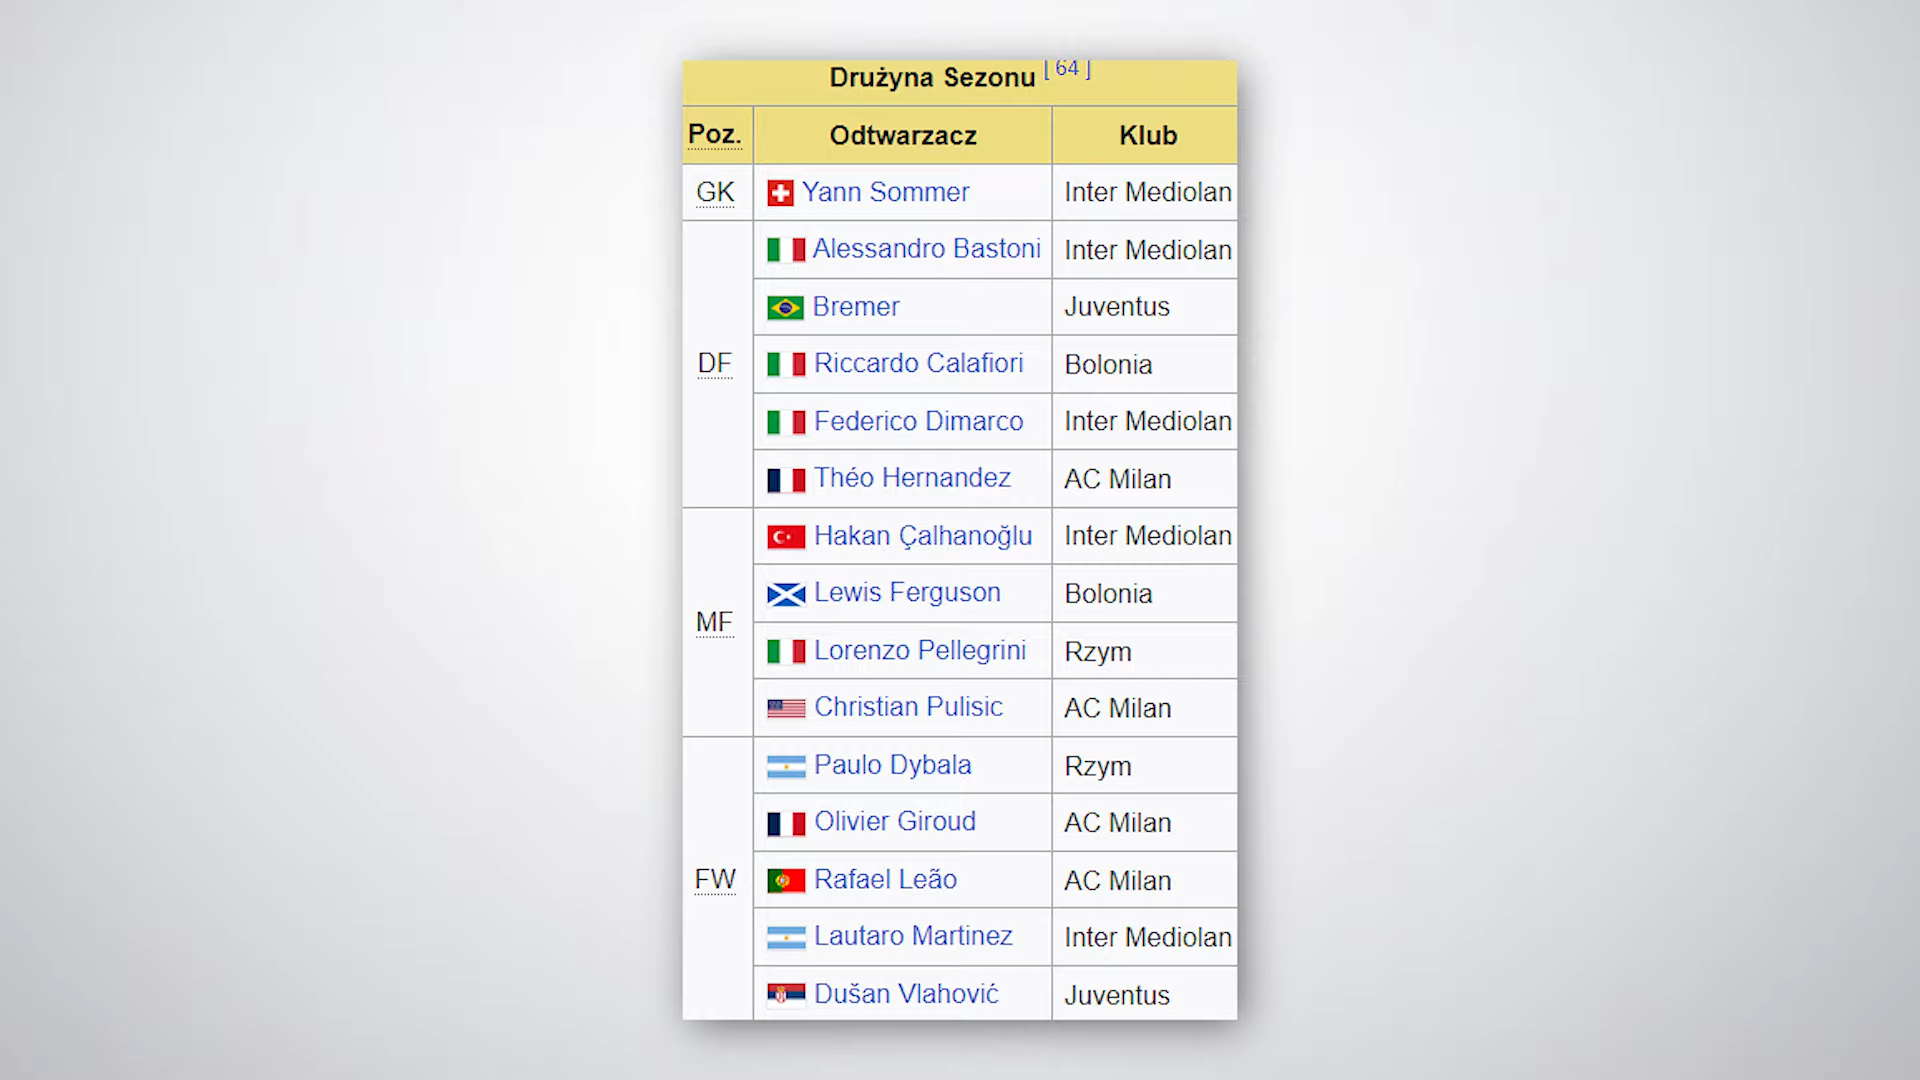 Drużyna Sezonu [ 64 ]
Poz. Odtwarzacz Klub
GK Yann Sommer Inter Mediolan
DF
Alessandro Bastoni Inter Mediolan
Bremer Juventus
Riccardo Calafiori Bolonia
Federico Dimarco Inter Mediolan
Théo Hernandez AC Milan
MF
Hakan Çalhanoğlu Inter Mediolan
Lewis Ferguson Bolonia
Lorenzo Pellegrini Rzym
Christian Pulisic AC Milan
FW
Paulo Dybala Rzym
Olivier Giroud AC Milan
Rafael Leão AC Milan
Lautaro Martinez Inter Mediolan
Dušan Vlahović Juventus